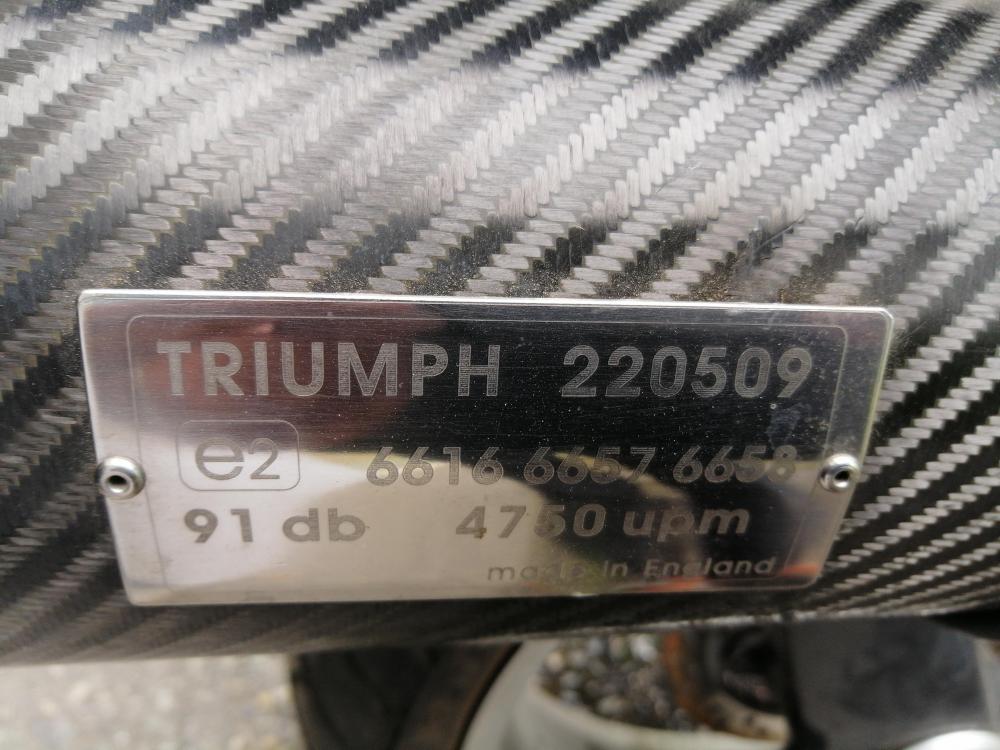 TRIUMPH 220509
e2 6616 6657 6658
91 db 4750 upm
made in England